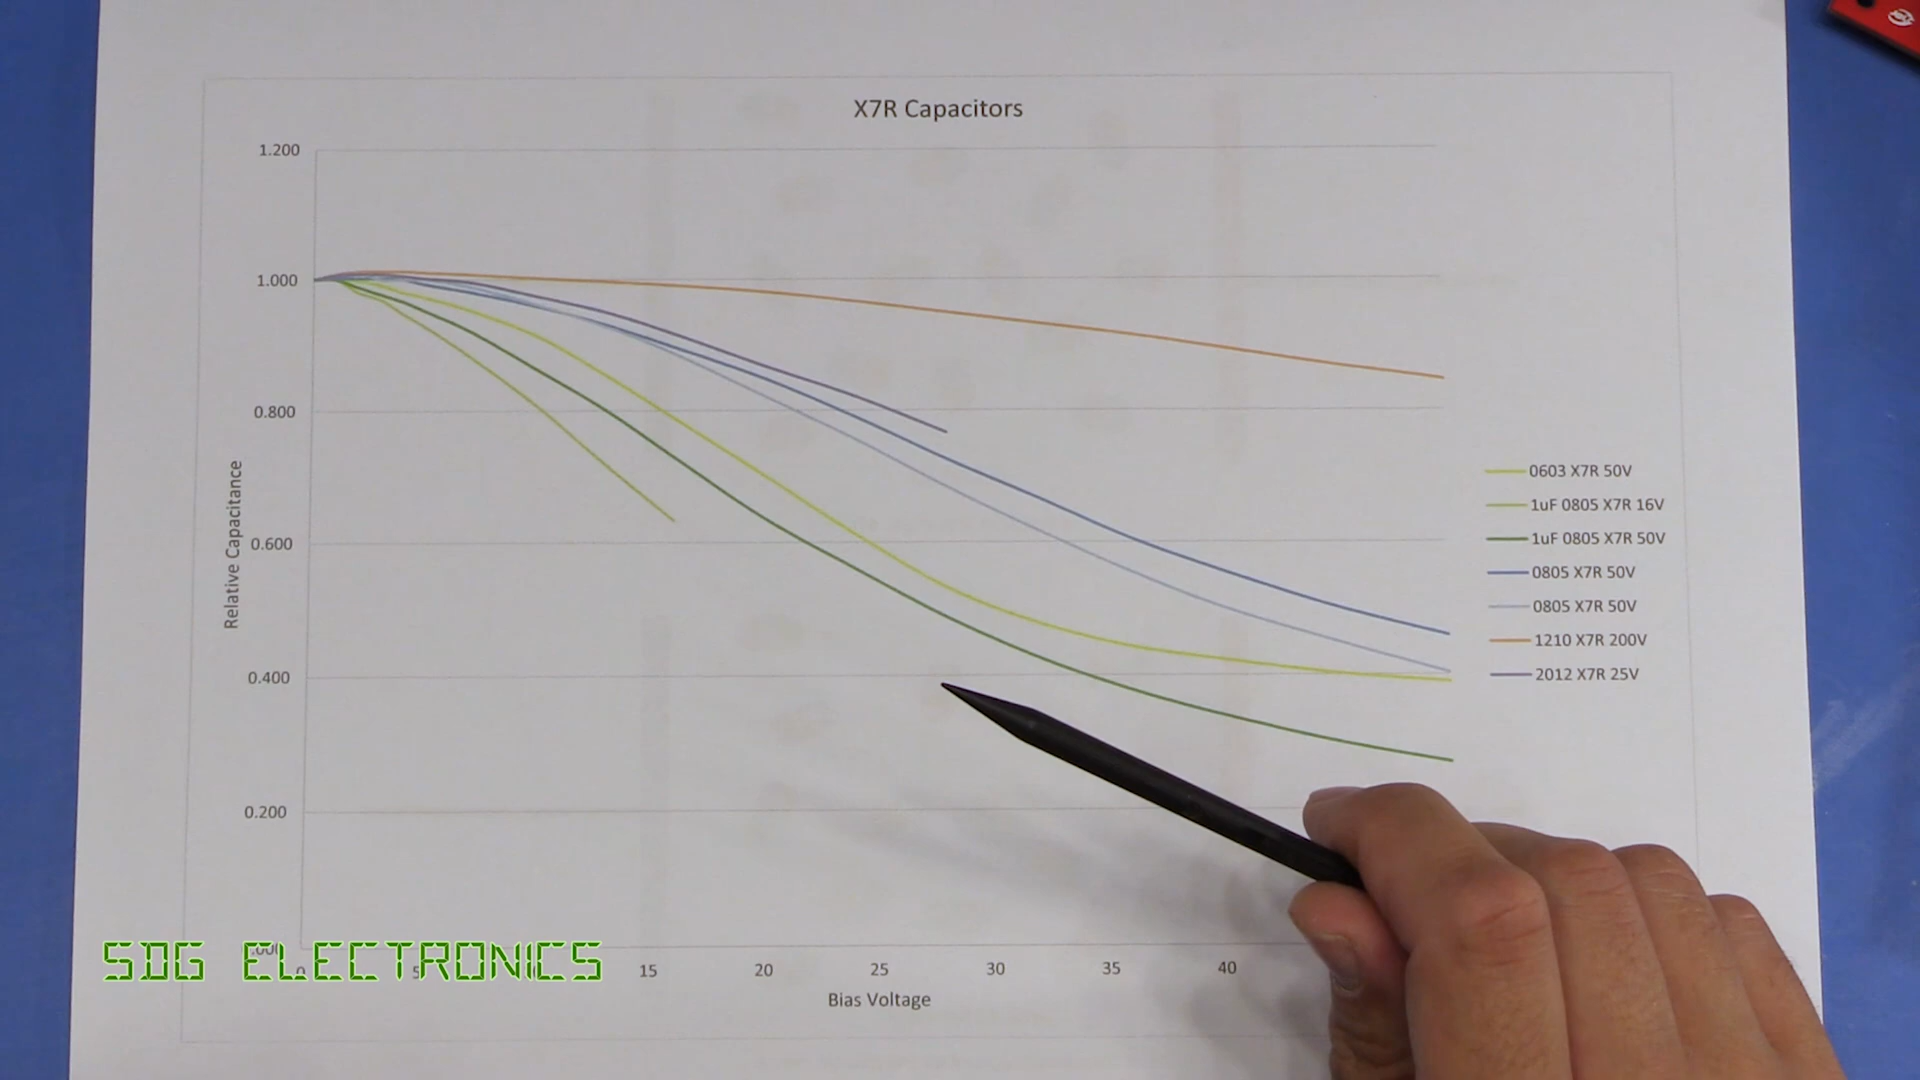 X7R Capacitors
1.200
1.000
0.800
0.600
0.400
0.200
Relative Capacitance
0603 X7R 50V
1uF 0805 X7R 16V
1uF 0805 X7R 50V
0805 X7R 50V
0805 X7R 50V
1210 X7R 200V
2012 X7R 25V
SDG ELECTRONICS
0 5 15 20 25 30 35 40
Bias Voltage